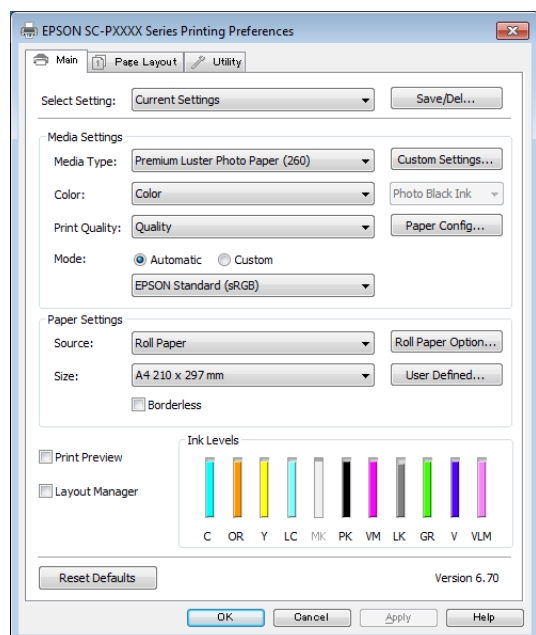 EPSON SC-PXXXX Series Printing Preferences
Main Page Layout Utility
Select Setting: Current Settings Save/Del...
Media Settings
Media Type: Premium Luster Photo Paper (260) Custom Settings...
Color: Color Photo Black Ink
Print Quality: Quality Paper Config...
Mode: Automatic Custom
EPSON Standard (sRGB)
Paper Settings
Source: Roll Paper Roll Paper Option...
Size: A4 210 x 297 mm User Defined...
Borderless
Ink Levels
Print Preview
Layout Manager
C OR Y LC MK PK VM LK GR V VLM
Reset Defaults Version 6.70
OK Cancel Apply Help